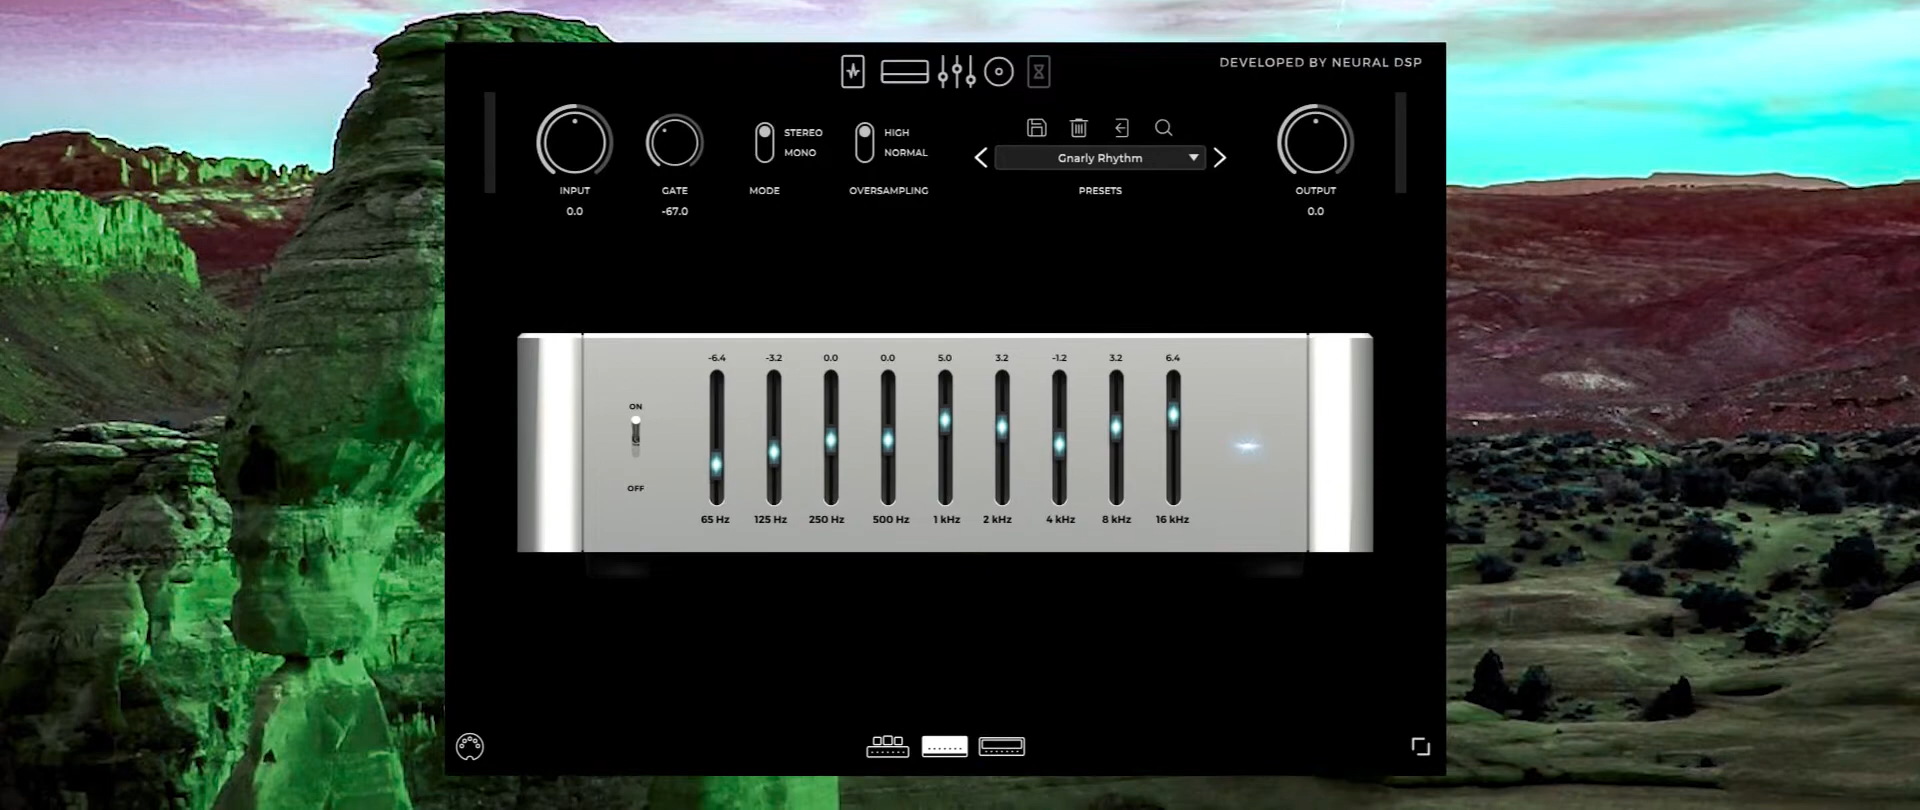 DEVELOPED BY NEURAL DSP
STEREO
MONO
HIGH
NORMAL
Gnarly Rhythm
INPUT
GATE
MODE
OVERSAMPLING
PRESETS
OUTPUT
0.0
-67.0
0.0
-6.4 -3.2 0.0 0.0 5.0 3.2 -1.2 3.2 6.4
ON
OFF
65 Hz 125 Hz 250 Hz 500 Hz 1 kHz 2 kHz 4 kHz 8 kHz 16 kHz